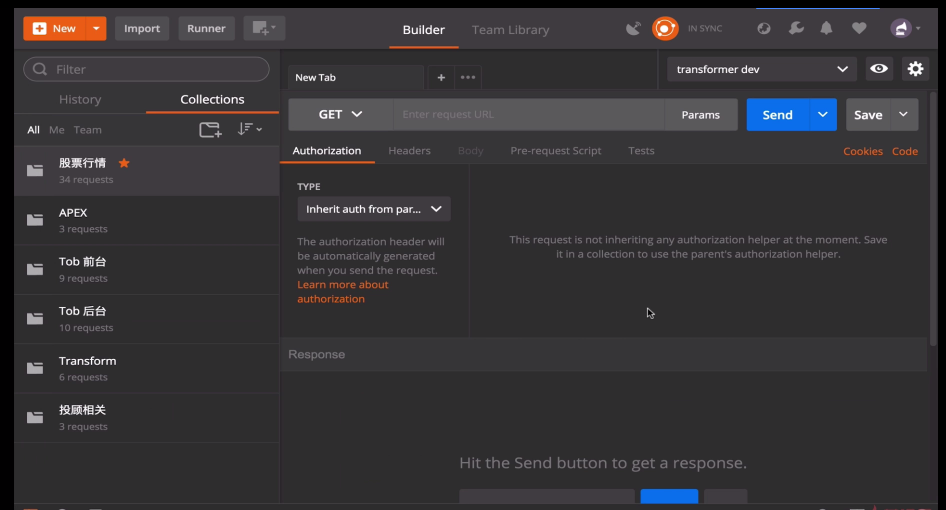 New
Import
Runner
Builder
Team Library
IN SYNC
Filter
History
Collections
All Me Team
股票行情
34 requests
APEX
3 requests
Tob 前台
9 requests
Tob 后台
10 requests
Transform
6 requests
投顾相关
3 requests
New Tab
transformer dev
GET
Enter request URL
Params
Send
Save
Authorization
Headers
Body
Pre-request Script
Tests
Cookies Code
TYPE
Inherit auth from par...
The authorization header will
be automatically generated
when you send the request.
Learn more about
authorization
This request is not inheriting any authorization helper at the moment. Save
it in a collection to use the parent's authorization helper.
Response
Hit the Send button to get a response.